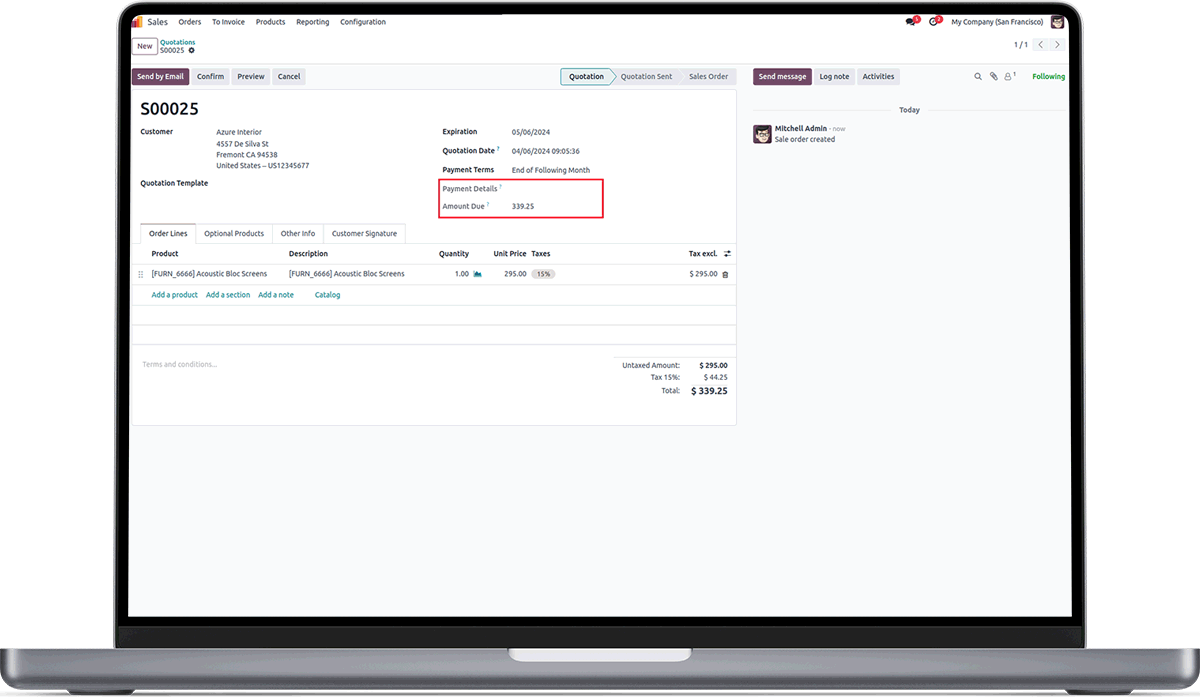 Sales Orders To Invoice Products Reporting Configuration
5 2 My Company (San Francisco)
New Quotations
S00025
1 / 1
Send by Email Confirm Preview Cancel
Quotation Quotation Sent Sales Order
Send message Log note Activities
1 Following
S00025
Customer Azure Interior
4557 De Silva St
Fremont CA 94538
United States – US12345677
Quotation Template
Expiration 05/06/2024
Quotation Date ? 04/06/2024 09:05:36
Payment Terms End of Following Month
Payment Details ?
Amount Due ? 339.25
Today
Mitchell Admin - now
Sale order created
Order Lines Optional Products Other Info Customer Signature
Product Description Quantity Unit Price Taxes Tax excl.
[FURN_6666] Acoustic Bloc Screens [FURN_6666] Acoustic Bloc Screens 1.00 295.00 15% $ 295.00
Add a product Add a section Add a note Catalog
Terms and conditions...
Untaxed Amount: $ 295.00
Tax 15%: $ 44.25
Total: $ 339.25